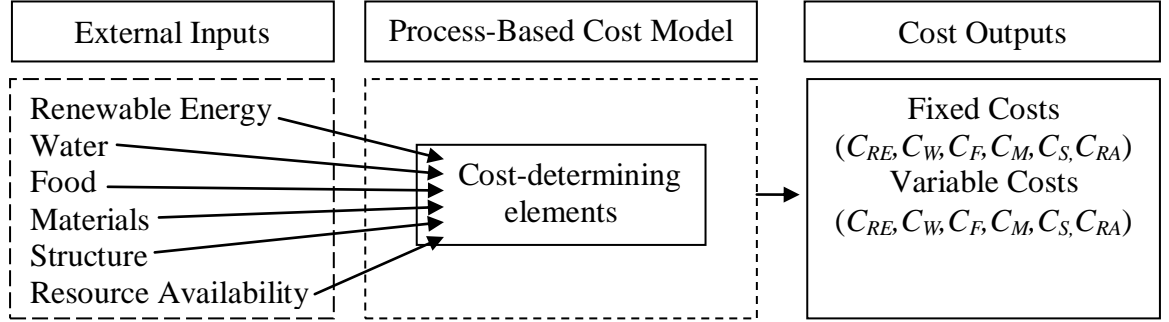 External Inputs
Process-Based Cost Model
Cost Outputs
Renewable Energy
Water
Food
Materials
Structure
Resource Availability
Cost-determining
elements
Fixed Costs
(C_RE, C_W, C_F, C_M, C_S, C_RA)
Variable Costs
(C_RE, C_W, C_F, C_M, C_S, C_RA)